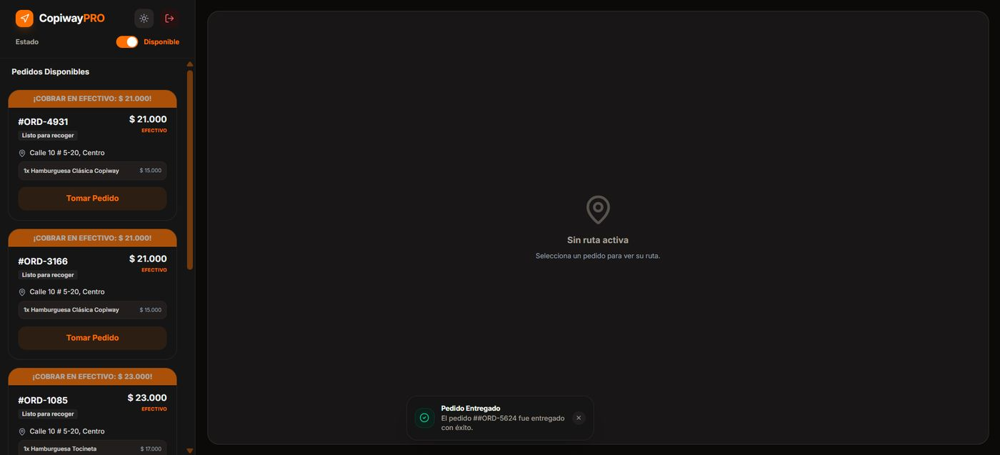 CopiwayPRO
Estado
Disponible
Pedidos Disponibles
¡COBRAR EN EFECTIVO: $ 21.000!
#ORD-4931
$ 21.000
Listo para recoger
EFECTIVO
Calle 10 # 5-20, Centro
1x Hamburguesa Clásica Copiway
$ 15.000
Tomar Pedido
¡COBRAR EN EFECTIVO: $ 21.000!
#ORD-3166
$ 21.000
Listo para recoger
EFECTIVO
Calle 10 # 5-20, Centro
1x Hamburguesa Clásica Copiway
$ 15.000
Tomar Pedido
¡COBRAR EN EFECTIVO: $ 23.000!
#ORD-1085
$ 23.000
Listo para recoger
EFECTIVO
Calle 10 # 5-20, Centro
1x Hamburguesa Tocineta
$ 17.000
Sin ruta activa
Selecciona un pedido para ver su ruta.
Pedido Entregado
El pedido ##ORD-5624 fue entregado
con éxito.